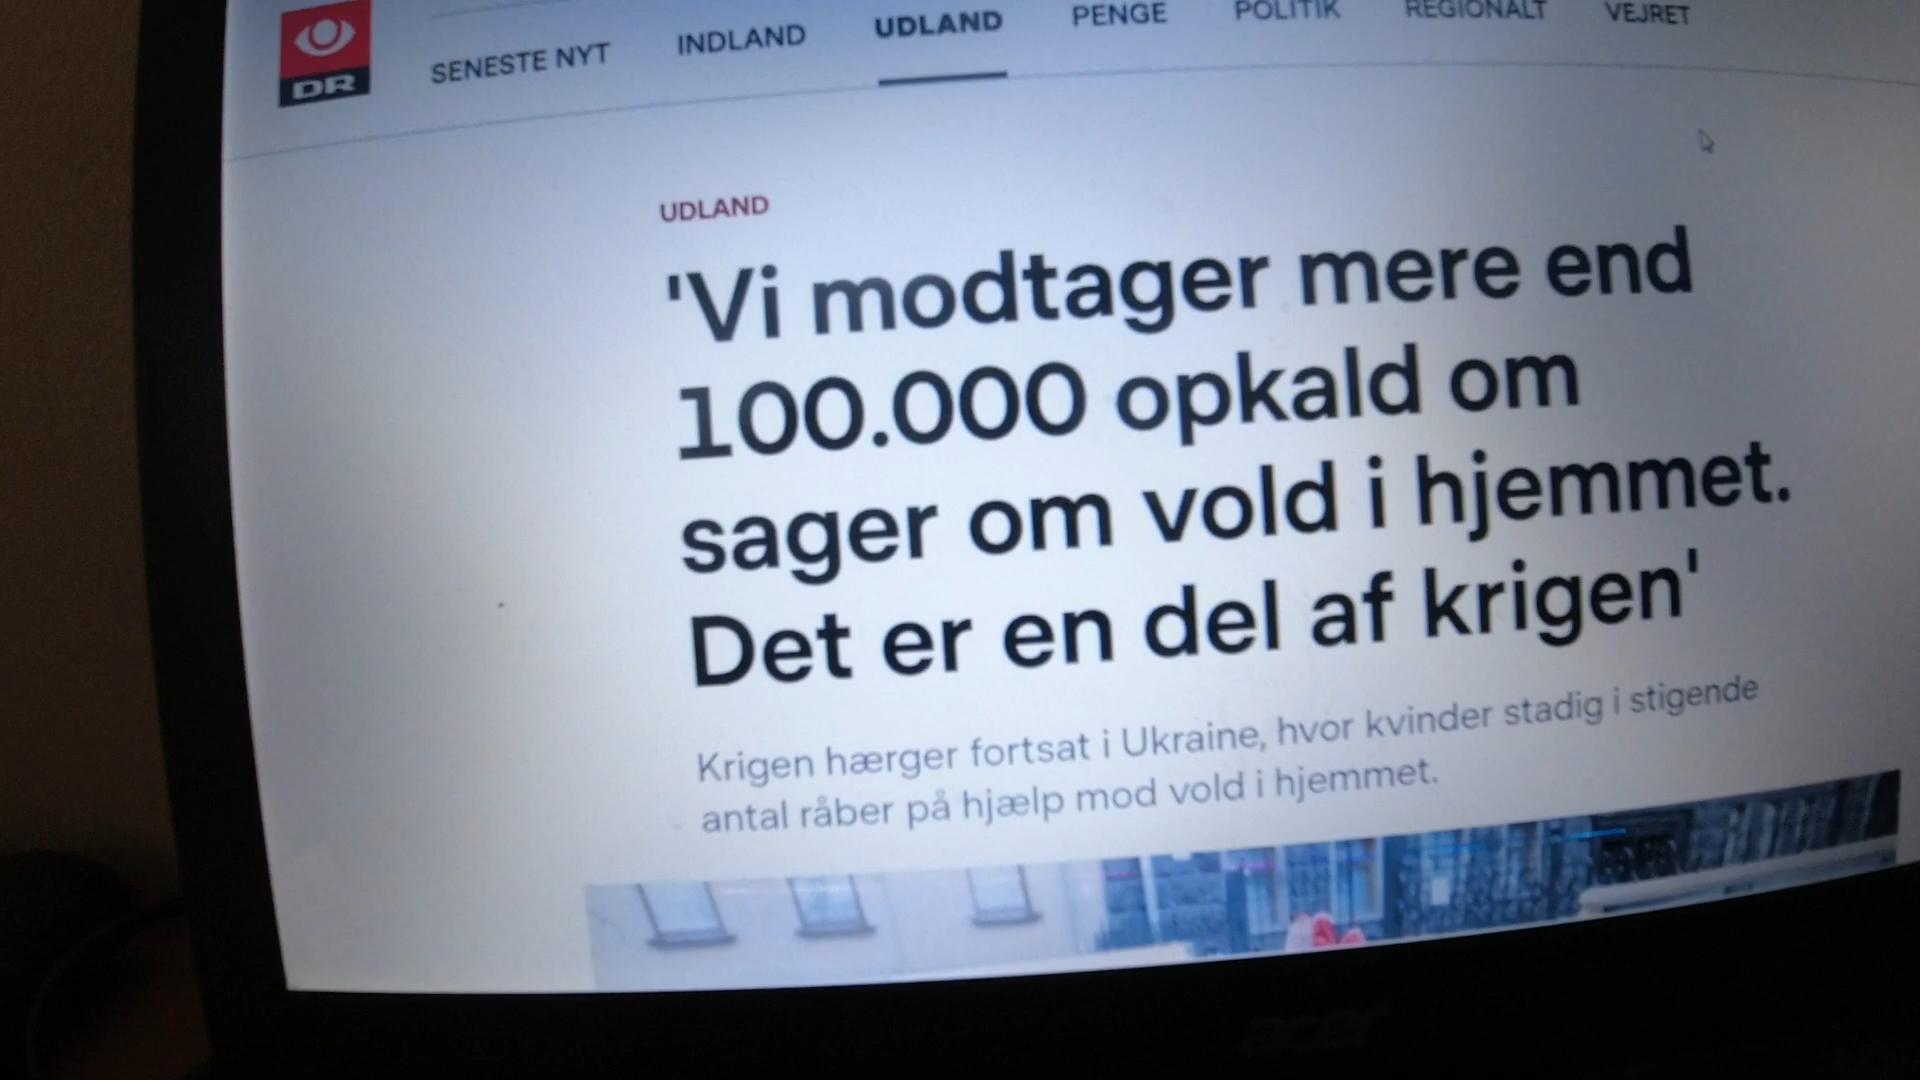 DR
SENESTE NYT INDLAND UDLAND PENGE POLITIK REGIONALT VEJRET
UDLAND
'Vi modtager mere end
100.000 opkald om
sager om vold i hjemmet.
Det er en del af krigen'
Krigen hærger fortsat i Ukraine, hvor kvinder stadig i stigende
antal råber på hjælp mod vold i hjemmet.
acer